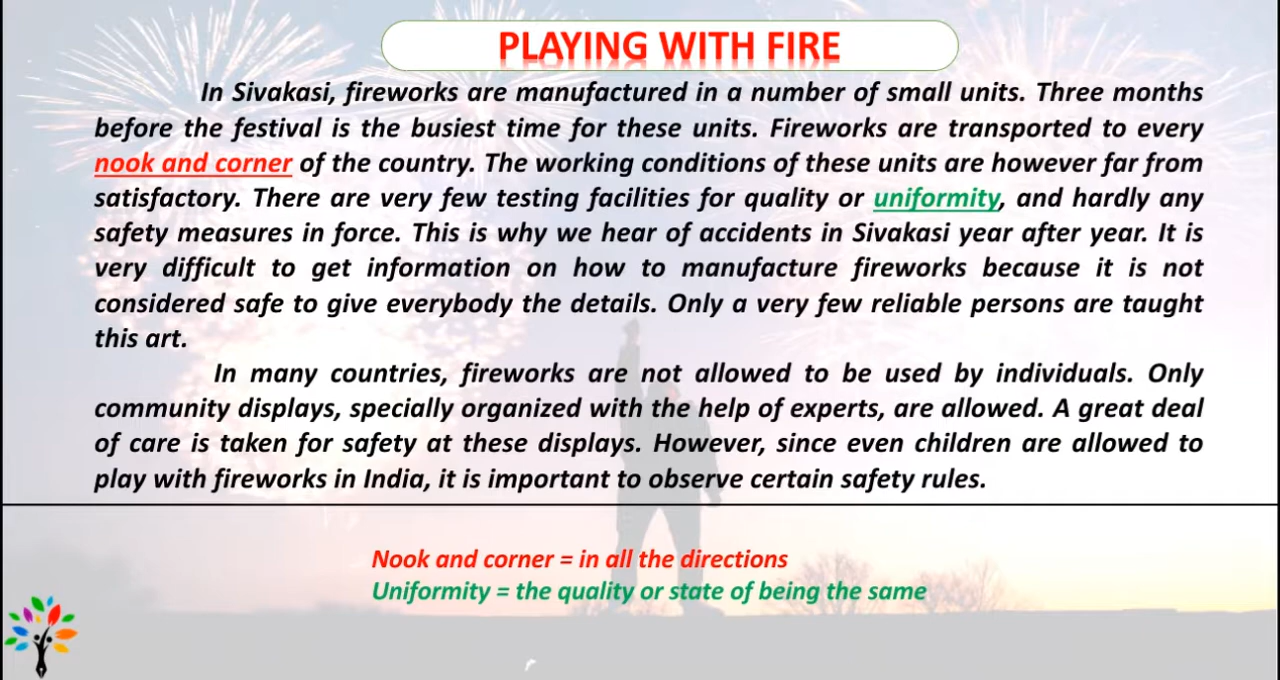 PLAYING WITH FIRE
In Sivakasi, fireworks are manufactured in a number of small units. Three months
before the festival is the busiest time for these units. Fireworks are transported to every
nook and corner of the country. The working conditions of these units are however far from
satisfactory. There are very few testing facilities for quality or uniformity, and hardly any
safety measures in force. This is why we hear of accidents in Sivakasi year after year. It is
very difficult to get information on how to manufacture fireworks because it is not
considered safe to give everybody the details. Only a very few reliable persons are taught
this art.
In many countries, fireworks are not allowed to be used by individuals. Only
community displays, specially organized with the help of experts, are allowed. A great deal
of care is taken for safety at these displays. However, since even children are allowed to
play with fireworks in India, it is important to observe certain safety rules.
Nook and corner = in all the directions
Uniformity = the quality or state of being the same